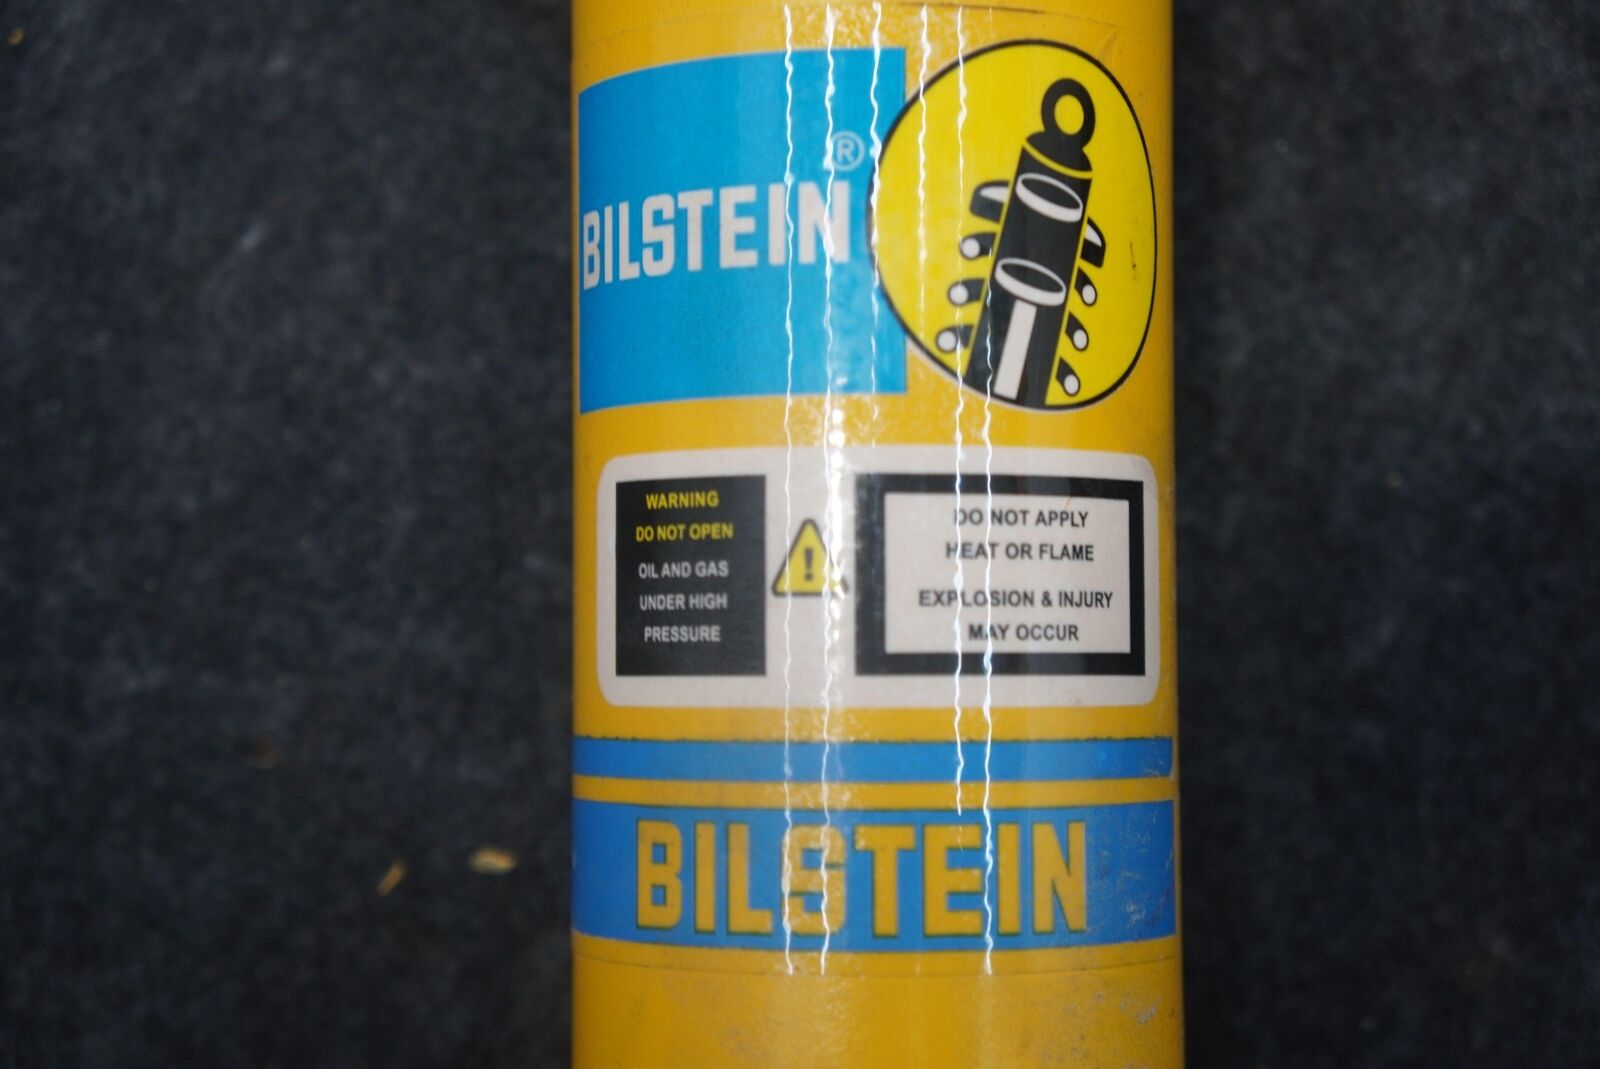 BILSTEIN®
WARNING
DO NOT OPEN
OIL AND GAS
UNDER HIGH
PRESSURE
!
DO NOT APPLY
HEAT OR FLAME
EXPLOSION & INJURY
MAY OCCUR
BILSTEIN